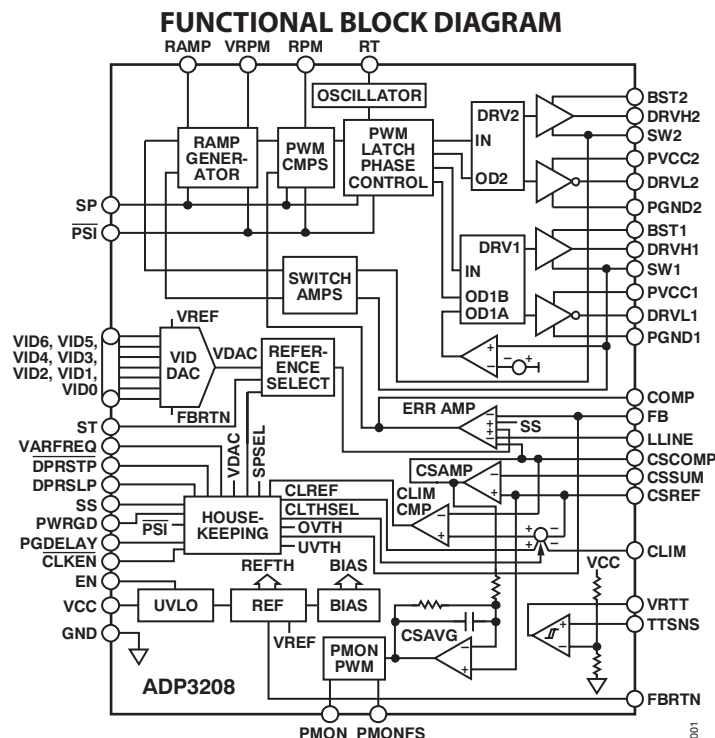 FUNCTIONAL BLOCK DIAGRAM
RAMP VRPM RPM RT
OSCILLATOR
RAMP
GENER-
ATOR
PWM
CMPS
PWM
LATCH
PHASE
CONTROL
IN
DRV2
OD2
BST2
DRVH2
SW2
PVCC2
DRVL2
PGND2
SP
PSI
SWITCH
AMPS
DRV1
IN
OD1B
OD1A
BST1
DRVH1
SW1
PVCC1
DRVL1
PGND1
+
–
– +
VID6, VID5,
VID4, VID3,
VID2, VID1,
VID0
VREF
VID
DAC
FBRTN
VDAC
REFER-
ENCE
SELECT
ERR AMP
–
+
+
–
–
SS
COMP
FB
LLINE
CSCOMP
CSSUM
CSREF
CLIM
ST
VARFREQ
DPRSTP
DPRSLP
SS
PWRGD
PGDELAY
CLKEN
EN
VCC
GND
VDAC
SPSEL
PSI
HOUSE-
KEEPING
CLREF
CLTHSEL
OVTH
UVTH
CSAMP
–
+
CLIM
CMP
–
+
+ –
+ –
REFTH
BIAS
UVLO
REF
BIAS
VREF
CSAVG
–
+
PMON
PWM
VCC
+
–
VRTT
TTSNS
FBRTN
ADP3208
PMON PMONFS
001